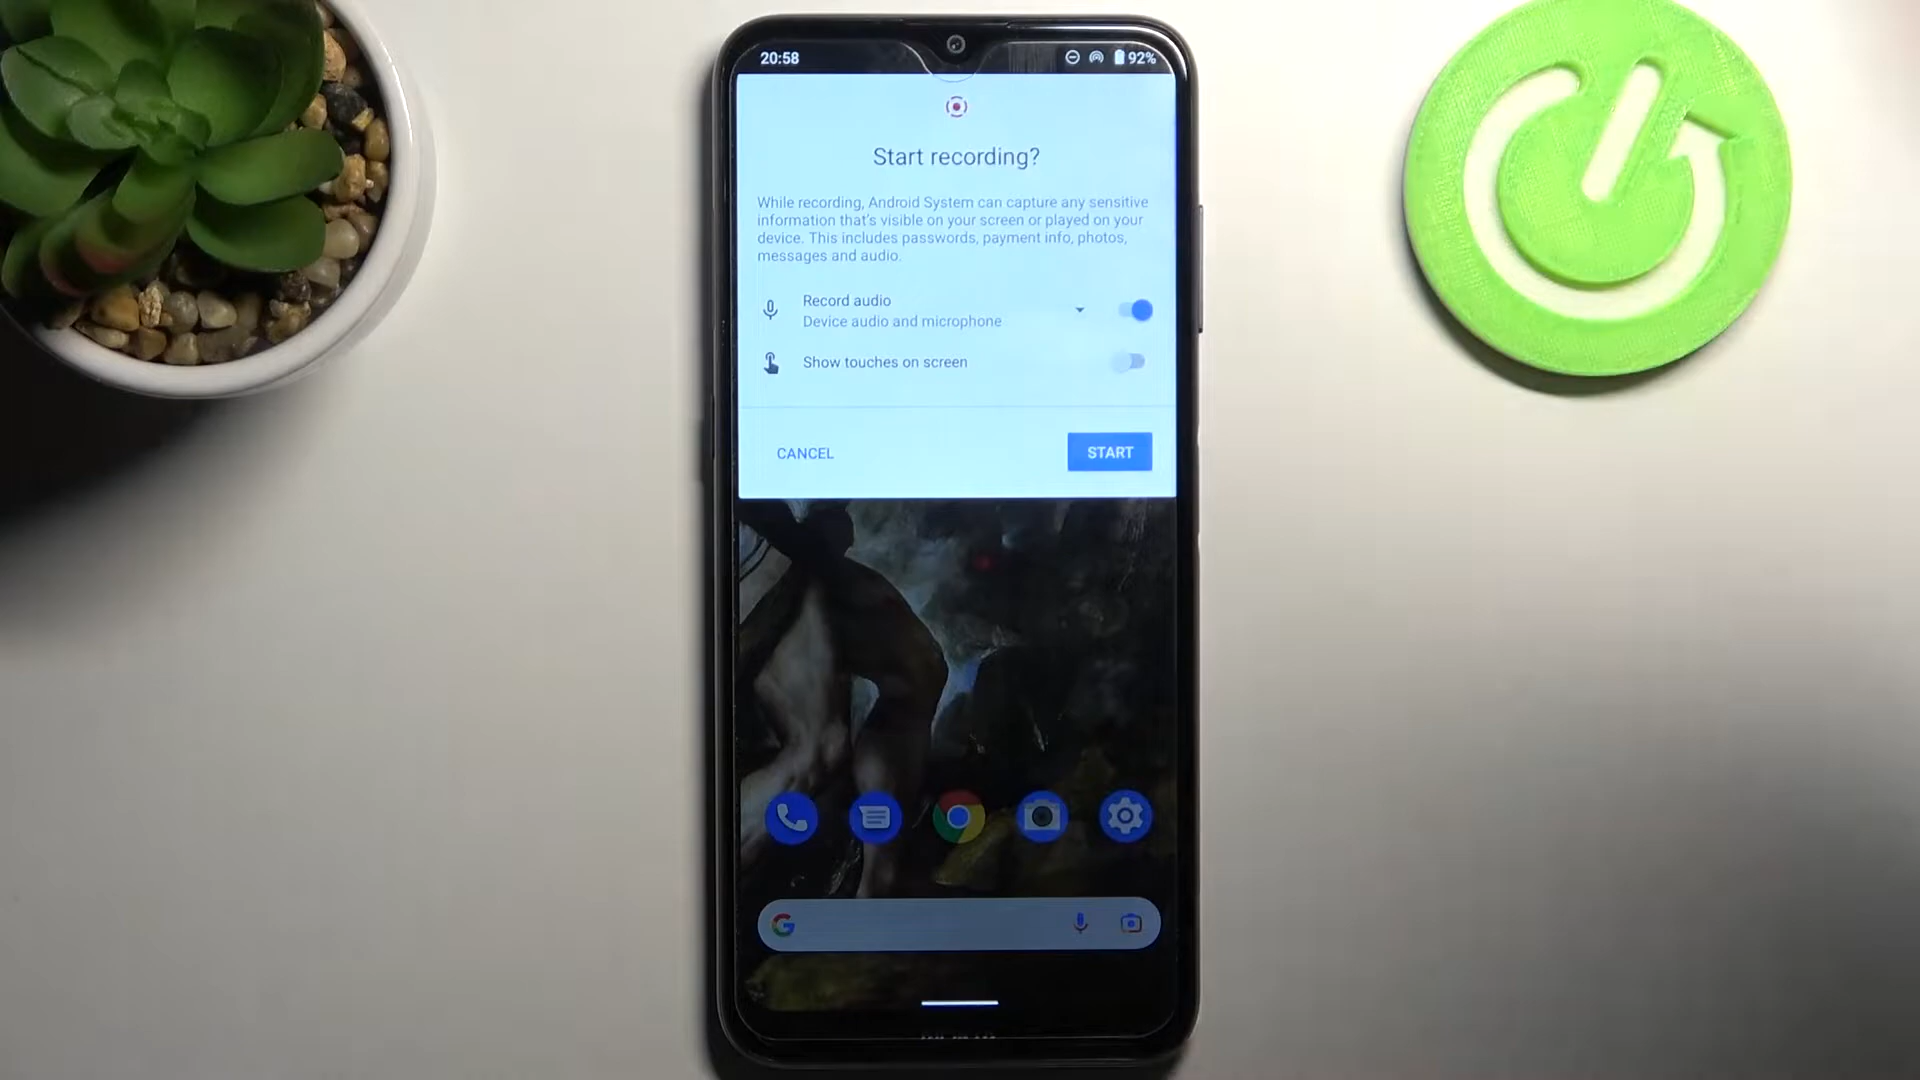 20:58 92%
Start recording?
While recording, Android System can capture any sensitive
information that's visible on your screen or played on your
device. This includes passwords, payment info, photos,
messages and audio.
Record audio
Device audio and microphone
Show touches on screen
CANCEL START